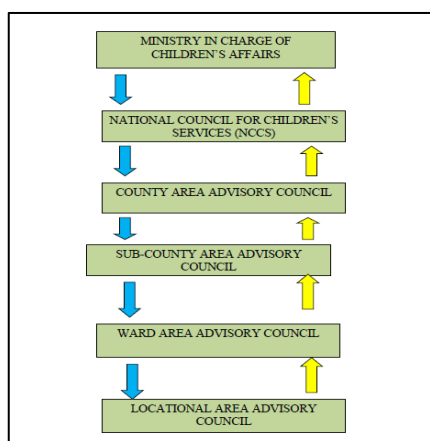 MINISTRY IN CHARGE OF
CHILDREN'S AFFAIRS
NATIONAL COUNCIL FOR CHILDREN'S
SERVICES (NCCS)
COUNTY AREA ADVISORY COUNCIL
SUB-COUNTY AREA ADVISORY
COUNCIL
WARD AREA ADVISORY COUNCIL
LOCATIONAL AREA ADVISORY
COUNCIL